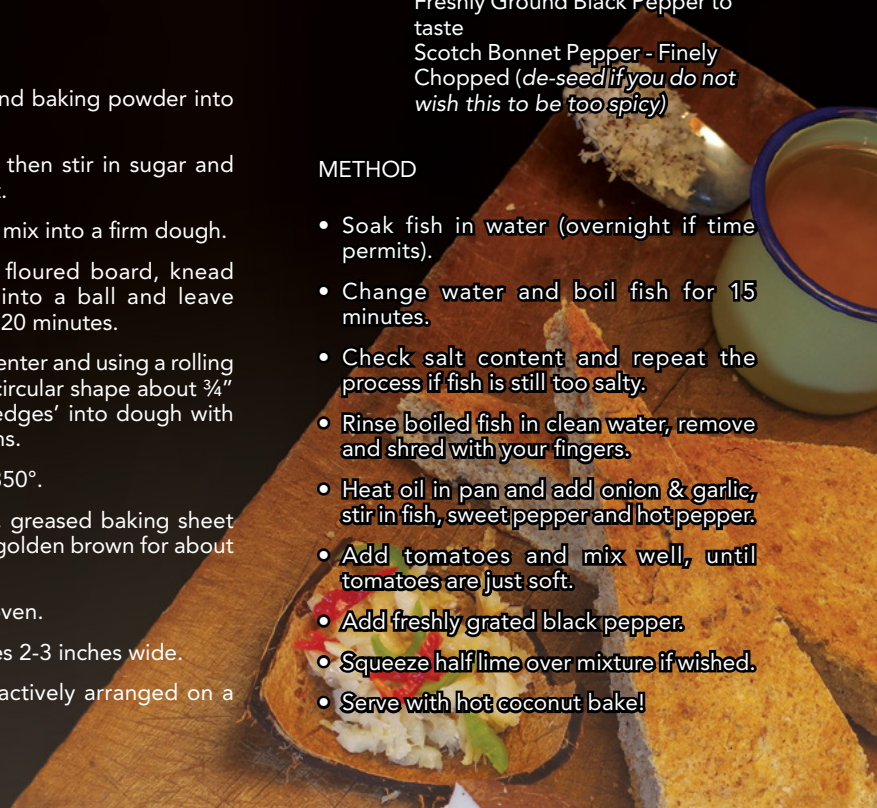 nd baking powder into
then stir in sugar and
mix into a firm dough.
floured board, knead
into a ball and leave
20 minutes.
enter and using a rolling
circular shape about ¾”
edges’ into dough with
350°.
greased baking sheet
golden brown for about
ven.
es 2-3 inches wide.
actively arranged on a
Freshly Ground Black Pepper to
taste
Scotch Bonnet Pepper - Finely
Chopped (de-seed if you do not
wish this to be too spicy)
METHOD
• Soak fish in water (overnight if time
permits).
• Change water and boil fish for 15
minutes.
• Check salt content and repeat the
process if fish is still too salty.
• Rinse boiled fish in clean water, remove
and shred with your fingers.
• Heat oil in pan and add onion & garlic,
stir in fish, sweet pepper and hot pepper.
• Add tomatoes and mix well, until
tomatoes are just soft.
• Add freshly grated black pepper.
• Squeeze half lime over mixture if wished.
• Serve with hot coconut bake!